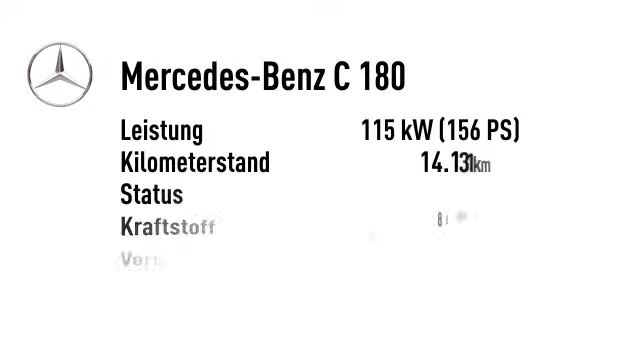 Mercedes-Benz C 180
Leistung 115 kW (156 PS)
Kilometerstand
Status
Kraftstoff